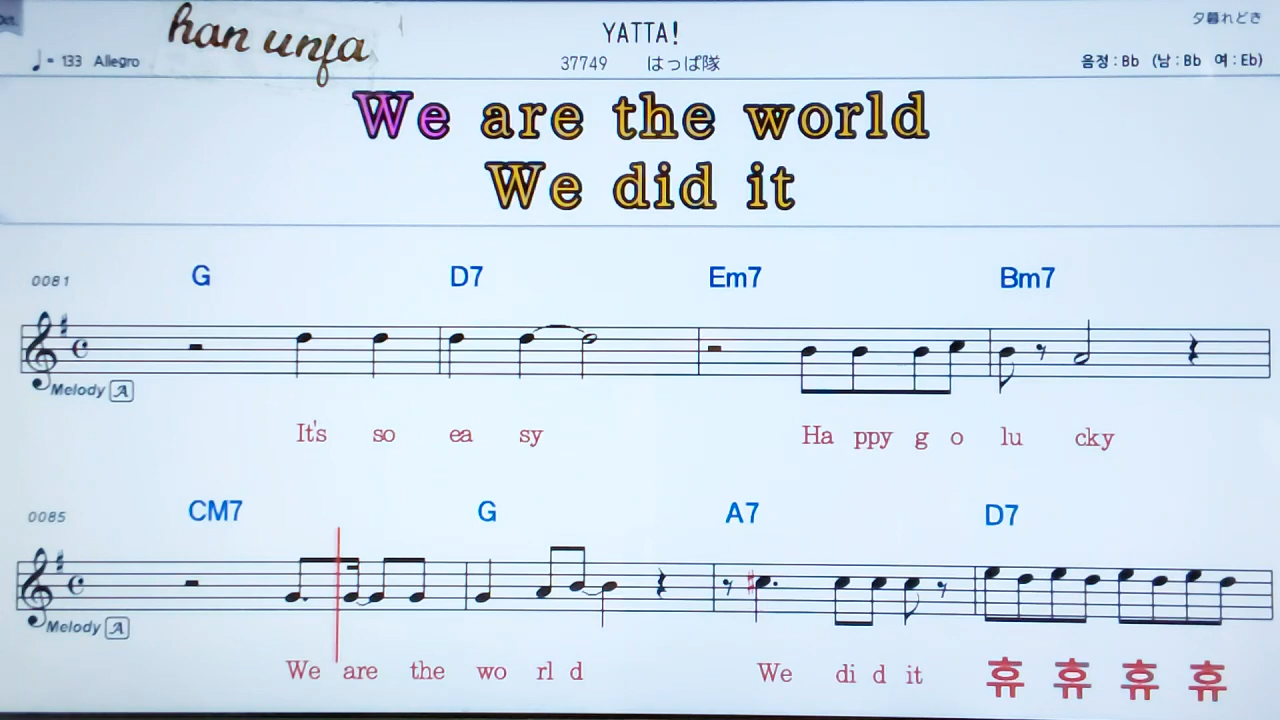 han unfa
YATTA!
夕暮れどき
♩= 133 Allegro
37749 はっぱ隊
음정 : Bb (남 : Bb 여 : Eb)
We are the world
We did it
0081 G D7 Em7 Bm7
Melody A
It's so ea sy Ha ppy g o lu cky
0085 CM7 G A7 D7
Melody A
We are the wo rl d We di d it 휴 휴 휴 휴